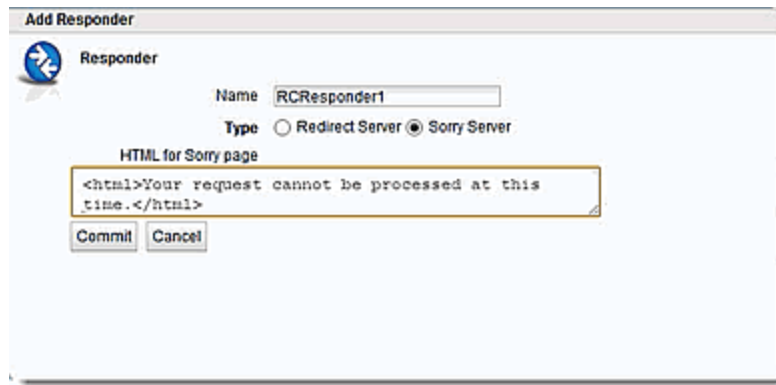 Add Responder
Responder
Name RCResponder1
Type Redirect Server Sorry Server
HTML for Sorry page
<html>Your request cannot be processed at this
time.</html>
Commit Cancel